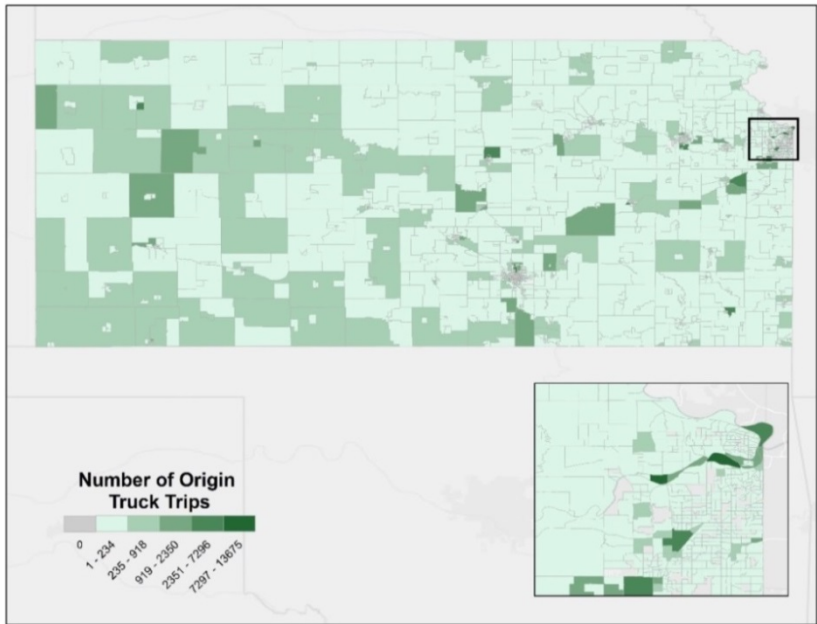 Number of Origin
Truck Trips
0
1 - 234
235 - 918
919 - 2350
2351 - 7296
7297 - 13675